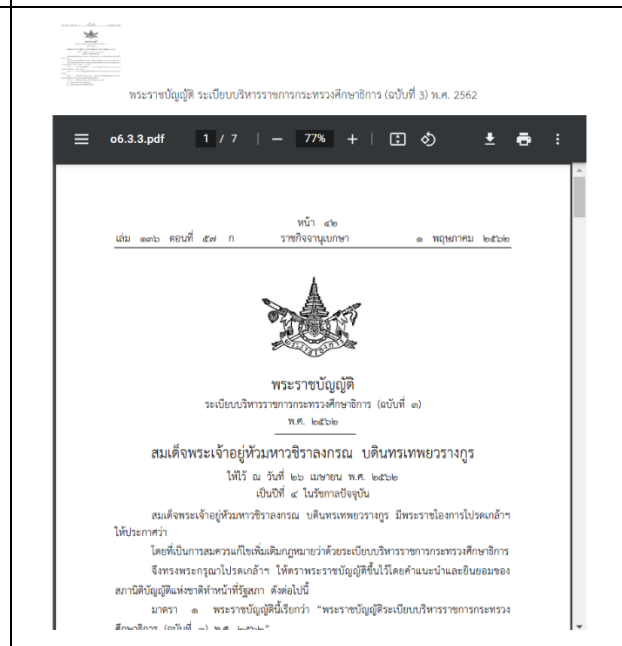 พระราชบัญญัติ ระเบียบบริหารราชการกระทรวงศึกษาธิการ (ฉบับที่ 3) พ.ศ. 2562
o6.3.3.pdf 1 / 7 | − 77% + |
หน้า ๔๒
เล่ม ๑๓๖ ตอนที่ ๕๗ ก ราชกิจจานุเบกษา ๑ พฤษภาคม ๒๕๖๒
พระราชบัญญัติ
ระเบียบบริหารราชการกระทรวงศึกษาธิการ (ฉบับที่ ๓)
พ.ศ. ๒๕๖๒
สมเด็จพระเจ้าอยู่หัวมหาวชิราลงกรณ บดินทรเทพยวรางกูร
ให้ไว้ ณ วันที่ ๒๖ เมษายน พ.ศ. ๒๕๖๒
เป็นปีที่ ๔ ในรัชกาลปัจจุบัน
สมเด็จพระเจ้าอยู่หัวมหาวชิราลงกรณ บดินทรเทพยวรางกูร มีพระราชโองการโปรดเกล้าฯ
ให้ประกาศว่า
โดยที่เป็นการสมควรแก้ไขเพิ่มเติมกฎหมายว่าด้วยระเบียบบริหารราชการกระทรวงศึกษาธิการ
จึงทรงพระกรุณาโปรดเกล้าฯ ให้ตราพระราชบัญญัติขึ้นไว้โดยคำแนะนำและยินยอมของ
สภานิติบัญญัติแห่งชาติทำหน้าที่รัฐสภา ดังต่อไปนี้
มาตรา ๑ พระราชบัญญัตินี้เรียกว่า “พระราชบัญญัติระเบียบบริหารราชการกระทรวง
ศึกษาธิการ (ฉบับที่ ๓) พ.ศ. ๒๕๖๒”